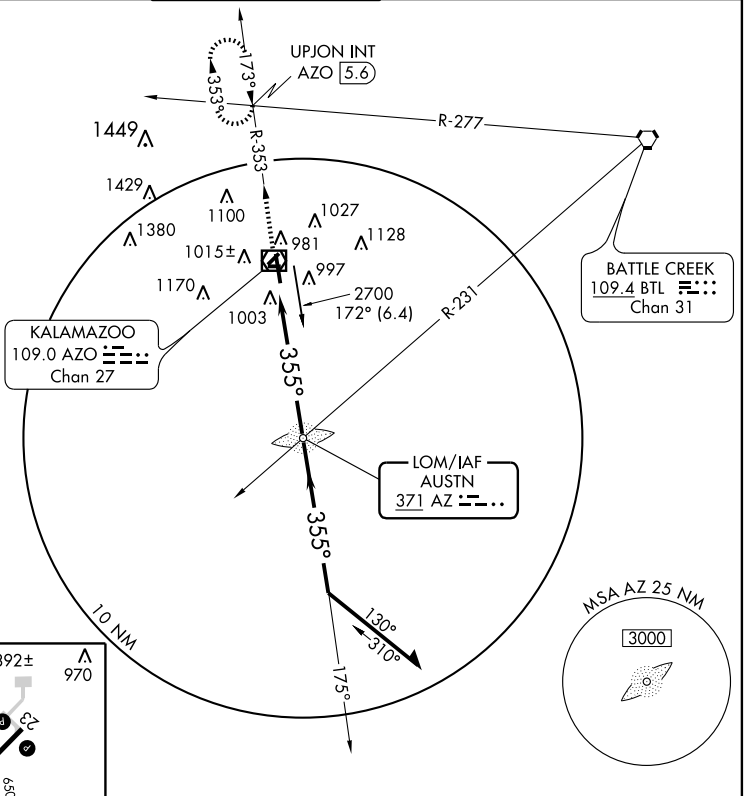 UPJON INT
AZO 5.6
173°
353°
R-353
R-277
1449
1429
1380
1100
1027
1128
1015±
981
997
1170
1003
2700
172° (6.4)
R-231
BATTLE CREEK
109.4 BTL
Chan 31
KALAMAZOO
109.0 AZO
Chan 27
355°
LOM/IAF
AUSTN
371 AZ
355°
10 NM
130°
310°
175°
MSA AZ 25 NM
3000
892±
970
23
P
P
650